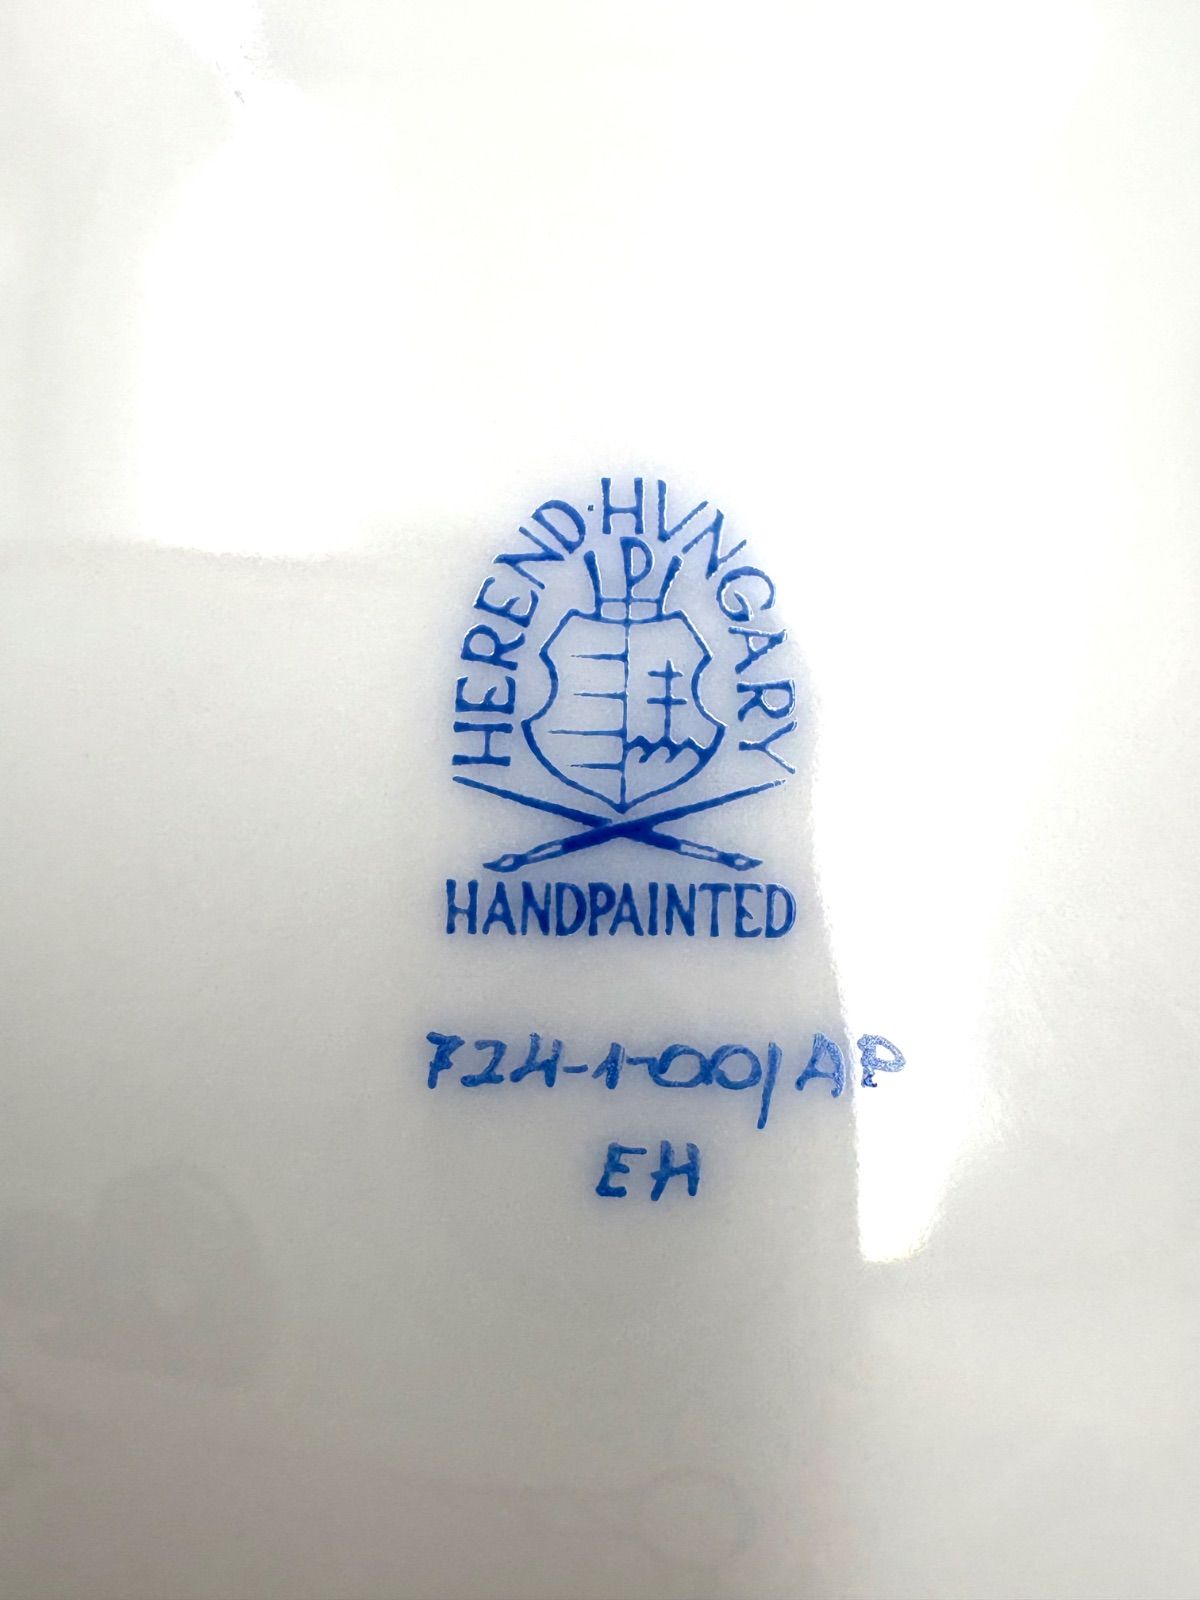 HEREND·HUNGARY
P
HANDPAINTED
724-1-00/AP
EH